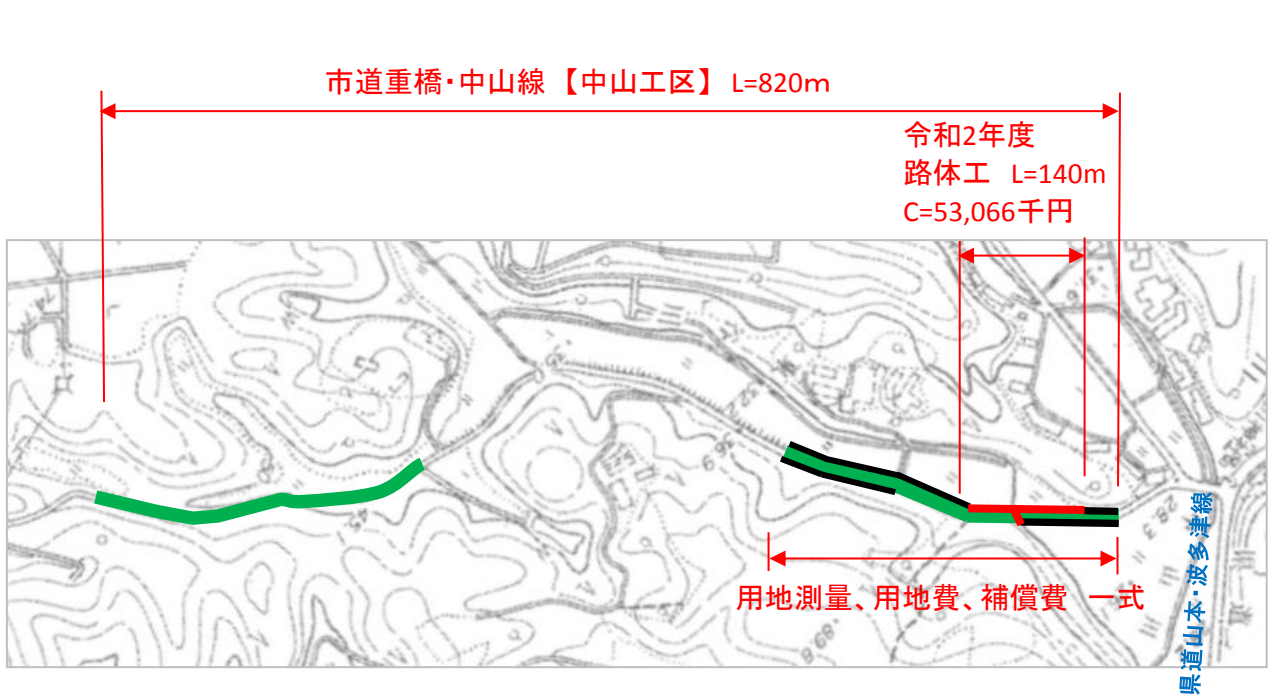 市道重橋・中山線【中山工区】L=820m
令和2年度
路体工　L=140m
C=53,066千円
用地測量、用地費、補償費　一式
県道山本・波多津線